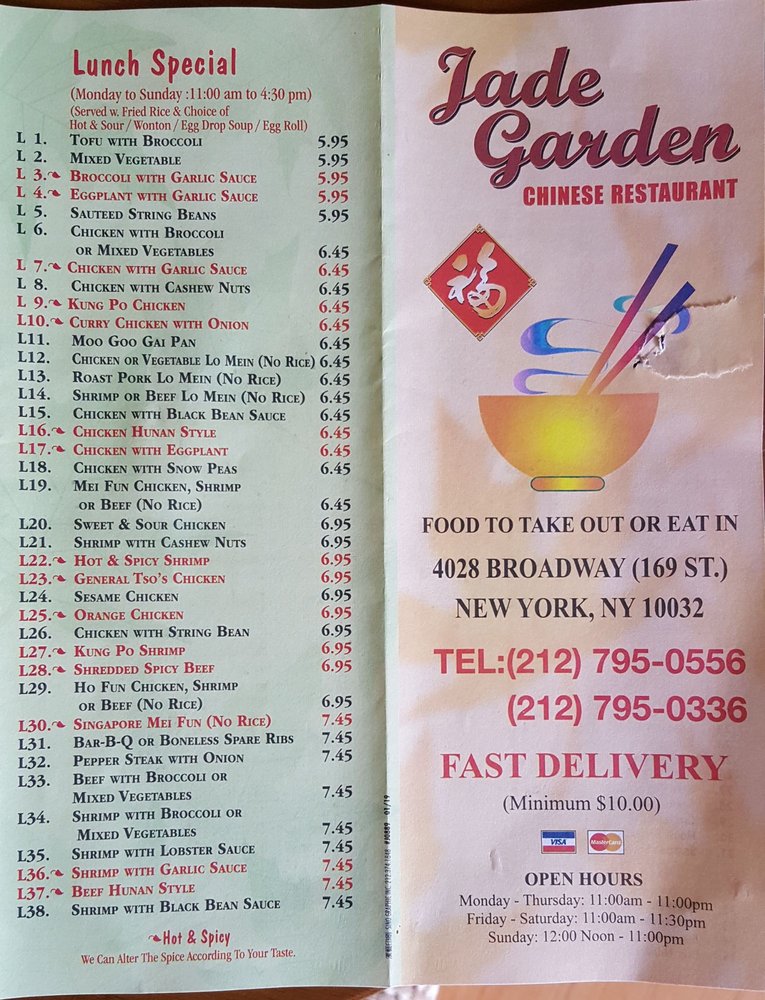 Lunch Special
(Monday to Sunday :11:00 am to 4:30 pm)
(Served w. Fried Rice & Choice of
Hot & Sour / Wonton / Egg Drop Soup / Egg Roll)
L 1. TOFU WITH BROCCOLI 5.95
L 2. MIXED VEGETABLE 5.95
L 3. BROCCOLI WITH GARLIC SAUCE 5.95
L 4. EGGPLANT WITH GARLIC SAUCE 5.95
L 5. SAUTEED STRING BEANS 5.95
L 6. CHICKEN WITH BROCCOLI
OR MIXED VEGETABLES 6.45
L 7. CHICKEN WITH GARLIC SAUCE 6.45
L 8. CHICKEN WITH CASHEW NUTS 6.45
L 9. KUNG PO CHICKEN 6.45
L10. CURRY CHICKEN WITH ONION 6.45
L11. MOO GOO GAI PAN 6.45
L12. CHICKEN OR VEGETABLE LO MEIN (NO RICE) 6.45
L13. ROAST PORK LO MEIN (NO RICE) 6.45
L14. SHRIMP OR BEEF LO MEIN (NO RICE) 6.45
L15. CHICKEN WITH BLACK BEAN SAUCE 6.45
L16. CHICKEN HUNAN STYLE 6.45
L17. CHICKEN WITH EGGPLANT 6.45
L18. CHICKEN WITH SNOW PEAS 6.45
L19. MEI FUN CHICKEN, SHRIMP
OR BEEF (NO RICE) 6.45
L20. SWEET & SOUR CHICKEN 6.95
L21. SHRIMP WITH CASHEW NUTS 6.95
L22. HOT & SPICY SHRIMP 6.95
L23. GENERAL TSO'S CHICKEN 6.95
L24. SESAME CHICKEN 6.95
L25. ORANGE CHICKEN 6.95
L26. CHICKEN WITH STRING BEAN 6.95
L27. KUNG PO SHRIMP 6.95
L28. SHREDDED SPICY BEEF 6.95
L29. HO FUN CHICKEN, SHRIMP
OR BEEF (NO RICE) 6.95
L30. SINGAPORE MEI FUN (NO RICE) 7.45
L31. BAR-B-Q OR BONELESS SPARE RIBS 7.45
L32. PEPPER STEAK WITH ONION 7.45
L33. BEEF WITH BROCCOLI OR
MIXED VEGETABLES 7.45
L34. SHRIMP WITH BROCCOLI OR
MIXED VEGETABLES 7.45
L35. SHRIMP WITH LOBSTER SAUCE 7.45
L36. SHRIMP WITH GARLIC SAUCE 7.45
L37. BEEF HUNAN STYLE 7.45
L38. SHRIMP WITH BLACK BEAN SAUCE 7.45
Hot & Spicy
We Can Alter The Spice According To Your Taste.
01/19
Jade
Garden
CHINESE RESTAURANT
福
FOOD TO TAKE OUT OR EAT IN
4028 BROADWAY (169 ST.)
NEW YORK, NY 10032
TEL:(212) 795-0556
(212) 795-0336
FAST DELIVERY
(Minimum $10.00)
VISA MasterCard
OPEN HOURS
Monday - Thursday: 11:00am - 11:00pm
Friday - Saturday: 11:00am - 11:30pm
Sunday: 12:00 Noon - 11:00pm